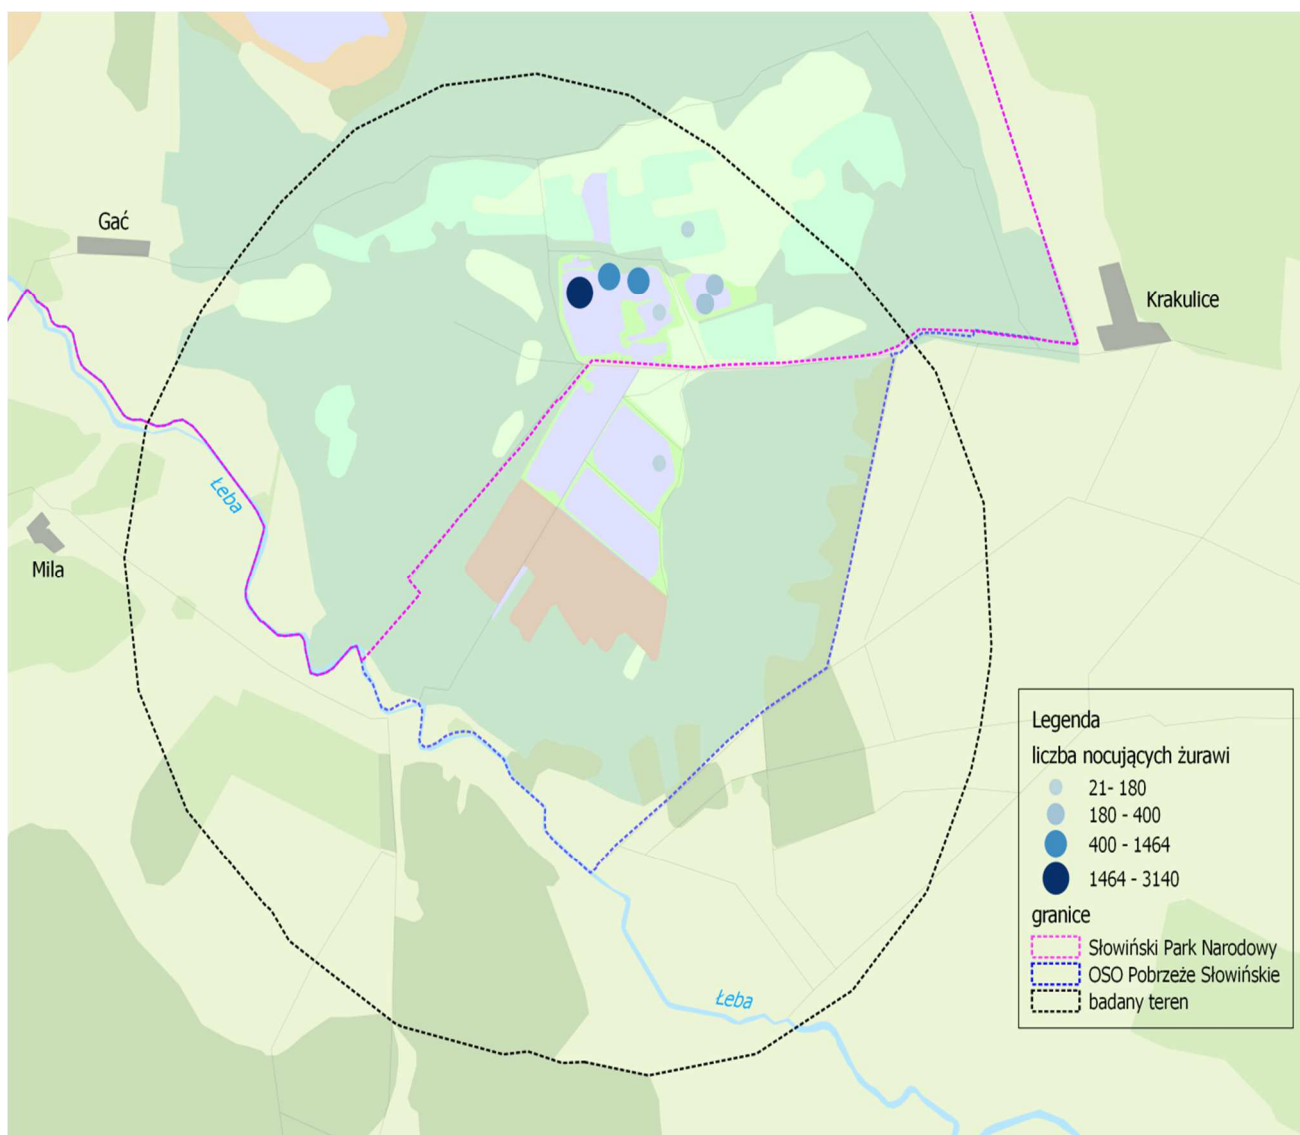 Gać
Krakulice
Łeba
Mila
Łeba
Legenda
liczba nocujących żurawi
21- 180
180 - 400
400 - 1464
1464 - 3140
granice
Słowiński Park Narodowy
OSO Pobrzeże Słowińskie
badany teren